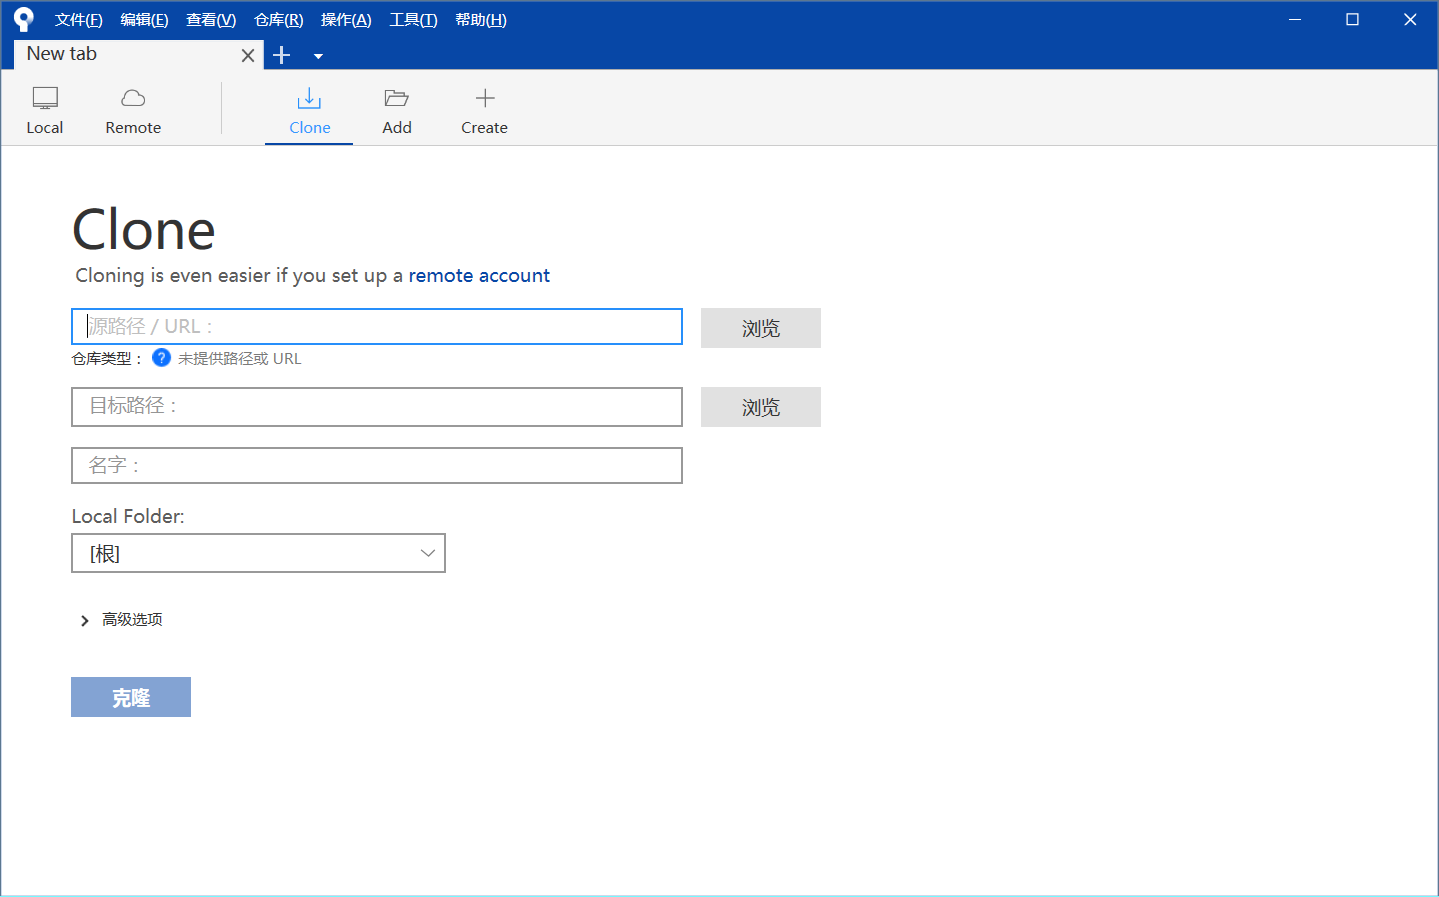 文件(F) 编辑(E) 查看(V) 仓库(R) 操作(A) 工具(T) 帮助(H)
New tab
Local Remote Clone Add Create
Clone
Cloning is even easier if you set up a remote account
源路径 / URL：
浏览
仓库类型： ? 未提供路径或 URL
目标路径：
浏览
名字：
Local Folder:
[根]
高级选项
克隆